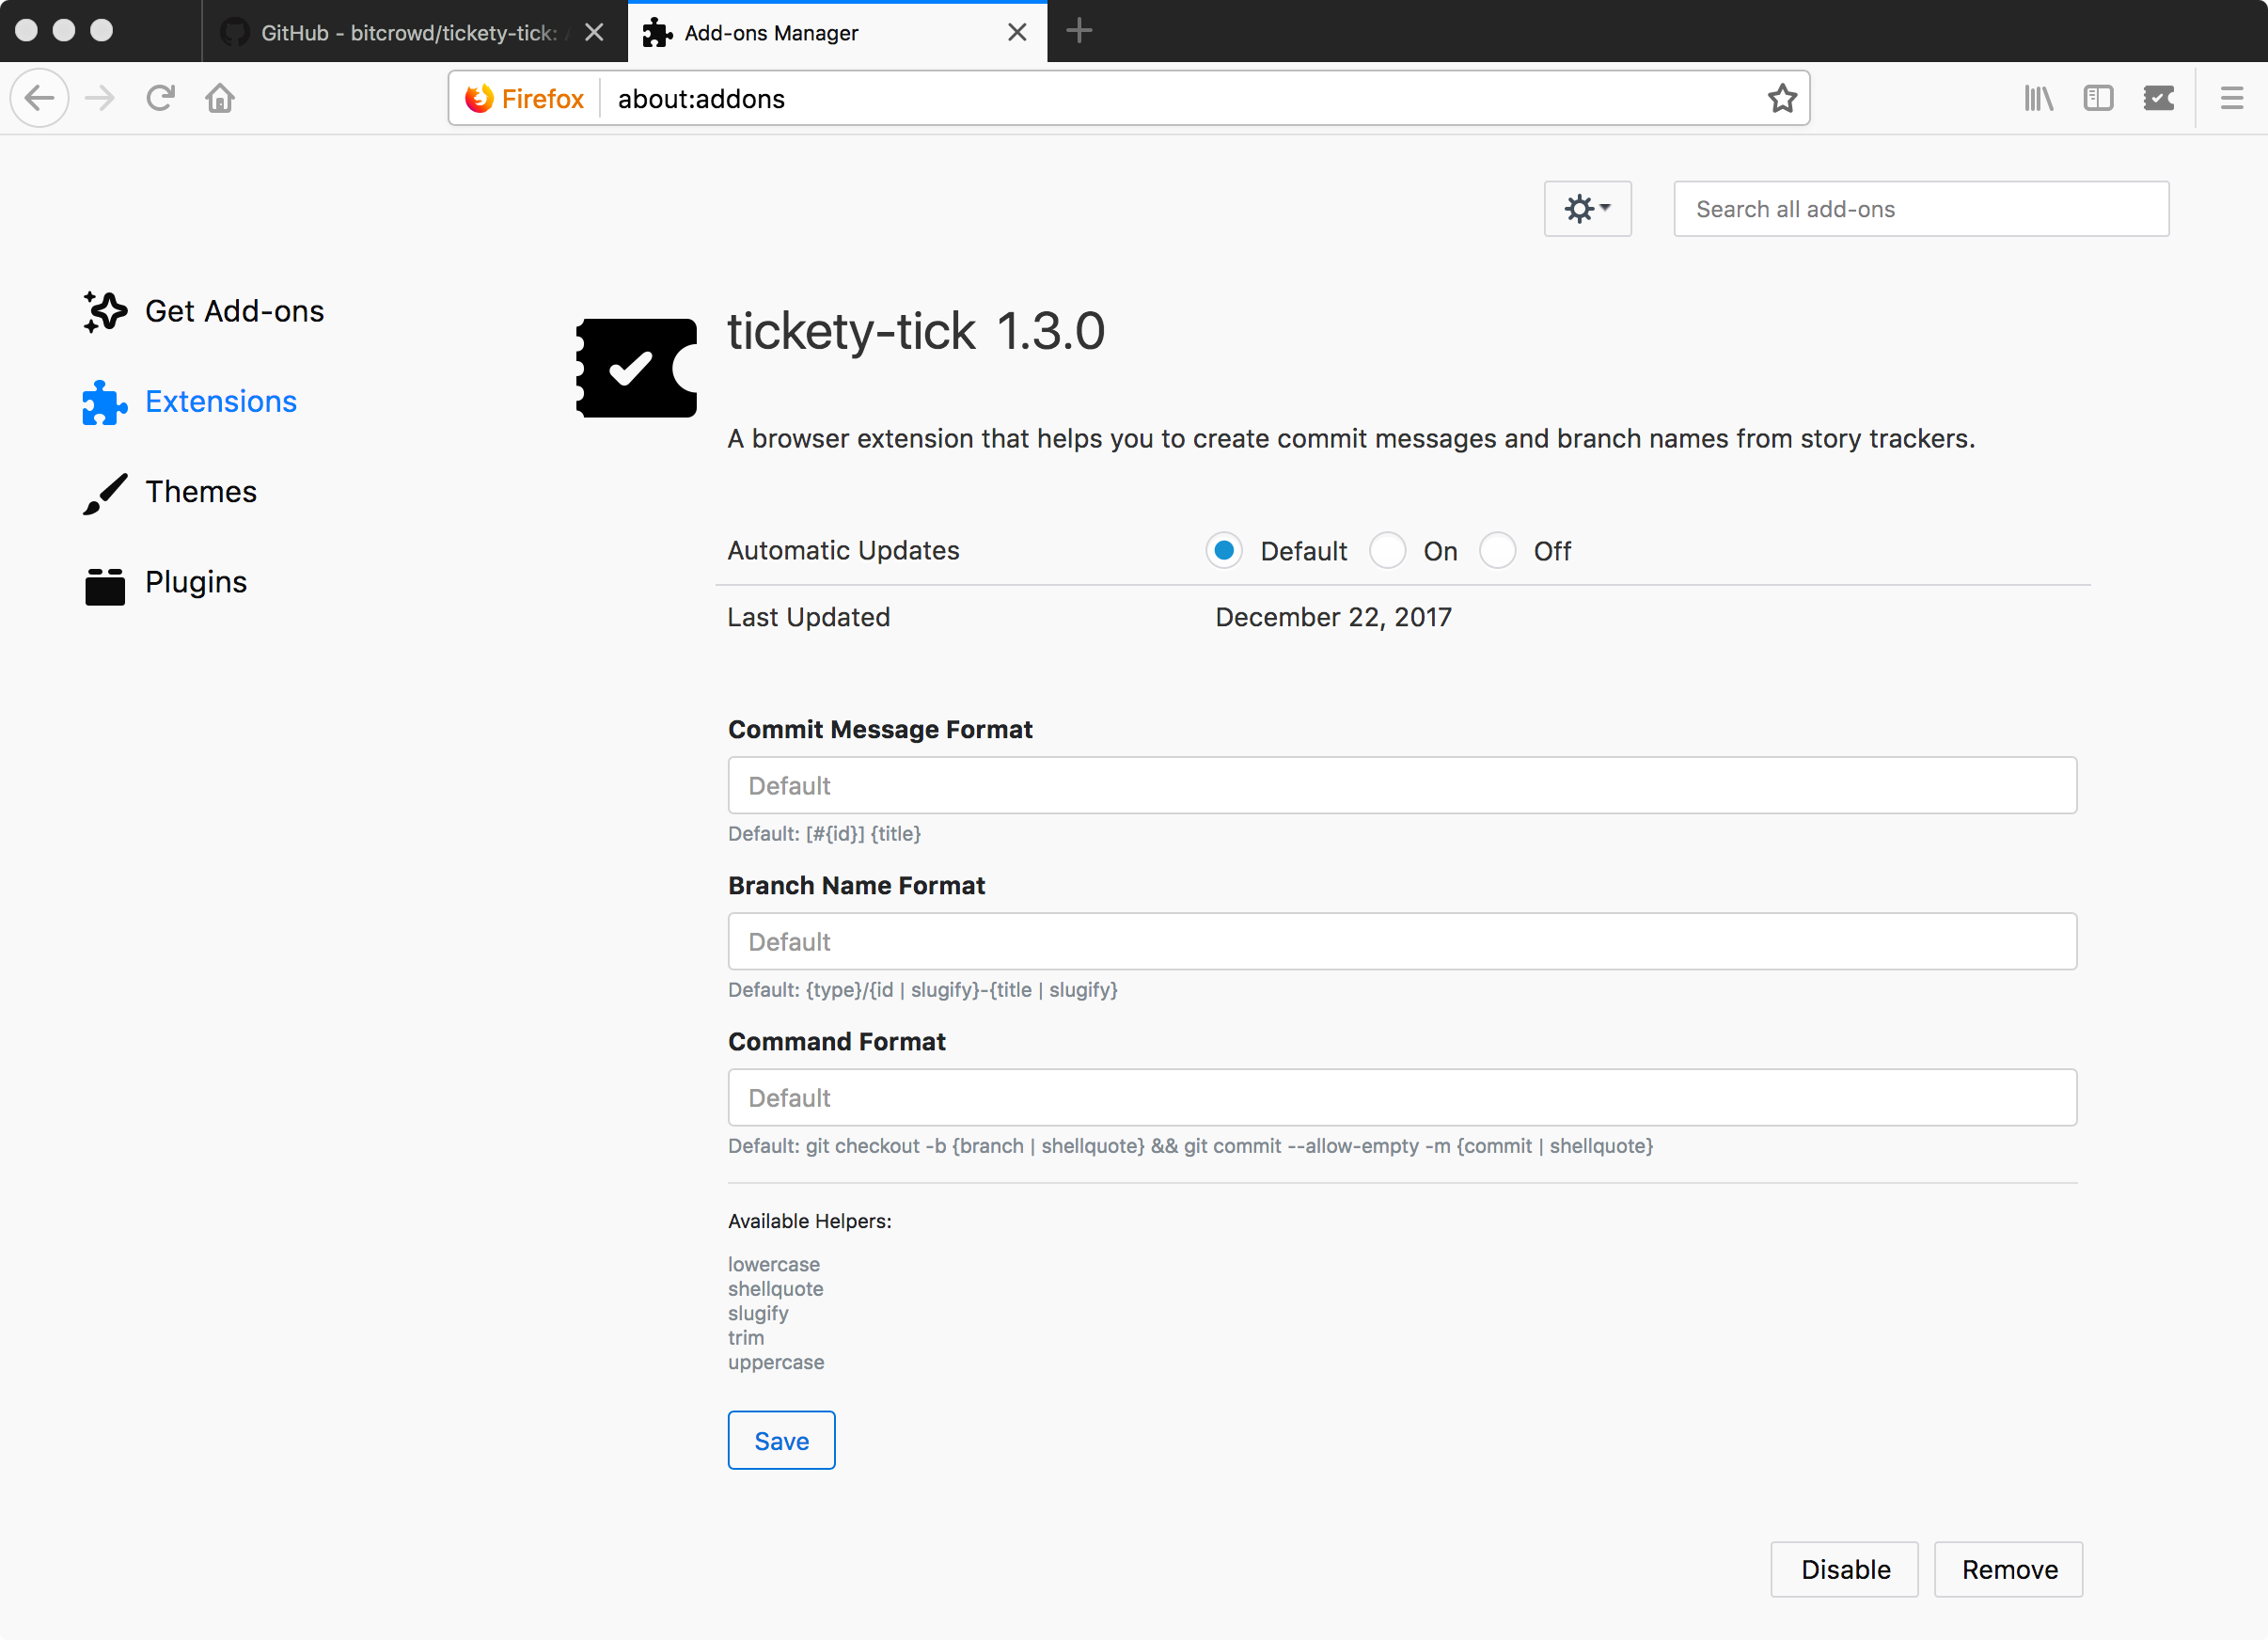 GitHub - bitcrowd/tickety-tick:
Add-ons Manager
Firefox
about:addons
Search all add-ons
Get Add-ons
Extensions
Themes
Plugins
tickety-tick 1.3.0
A browser extension that helps you to create commit messages and branch names from story trackers.
Automatic Updates Default On Off
Last Updated December 22, 2017
Commit Message Format
Default
Default: [#{id}] {title}
Branch Name Format
Default
Default: {type}/{id | slugify}-{title | slugify}
Command Format
Default
Default: git checkout -b {branch | shellquote} && git commit --allow-empty -m {commit | shellquote}
Available Helpers:
lowercase
shellquote
slugify
trim
uppercase
Save
Disable Remove